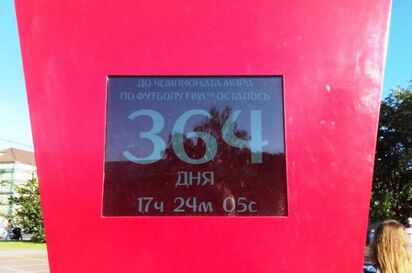 ДО ЧЕМПИОНАТА МИРА
ПО ФУТБОЛУ FIFA™ ОСТАЛОСЬ
364
ДНЯ
17ч 24м 05с